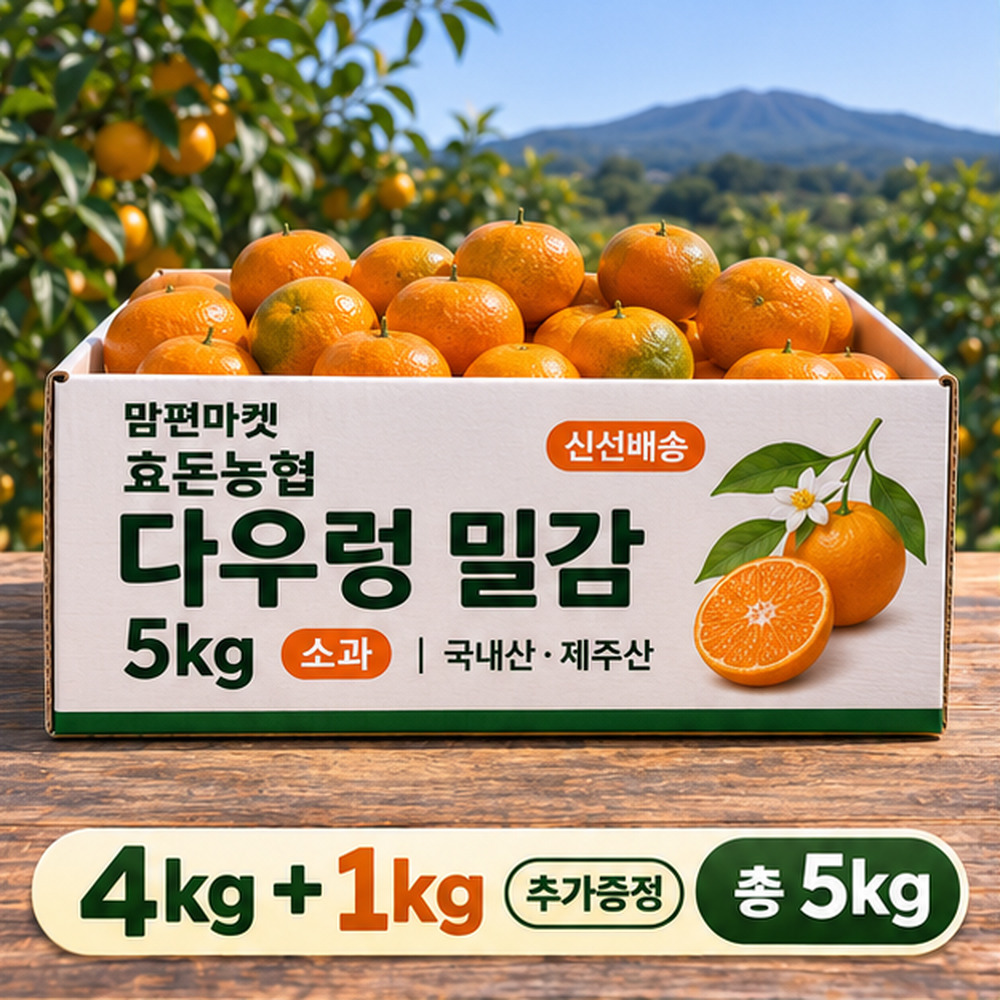 맘편마켓
효돈농협
신선배송
다우렁 밀감
5kg 소과 | 국내산 · 제주산
4kg + 1kg 추가증정 총 5kg